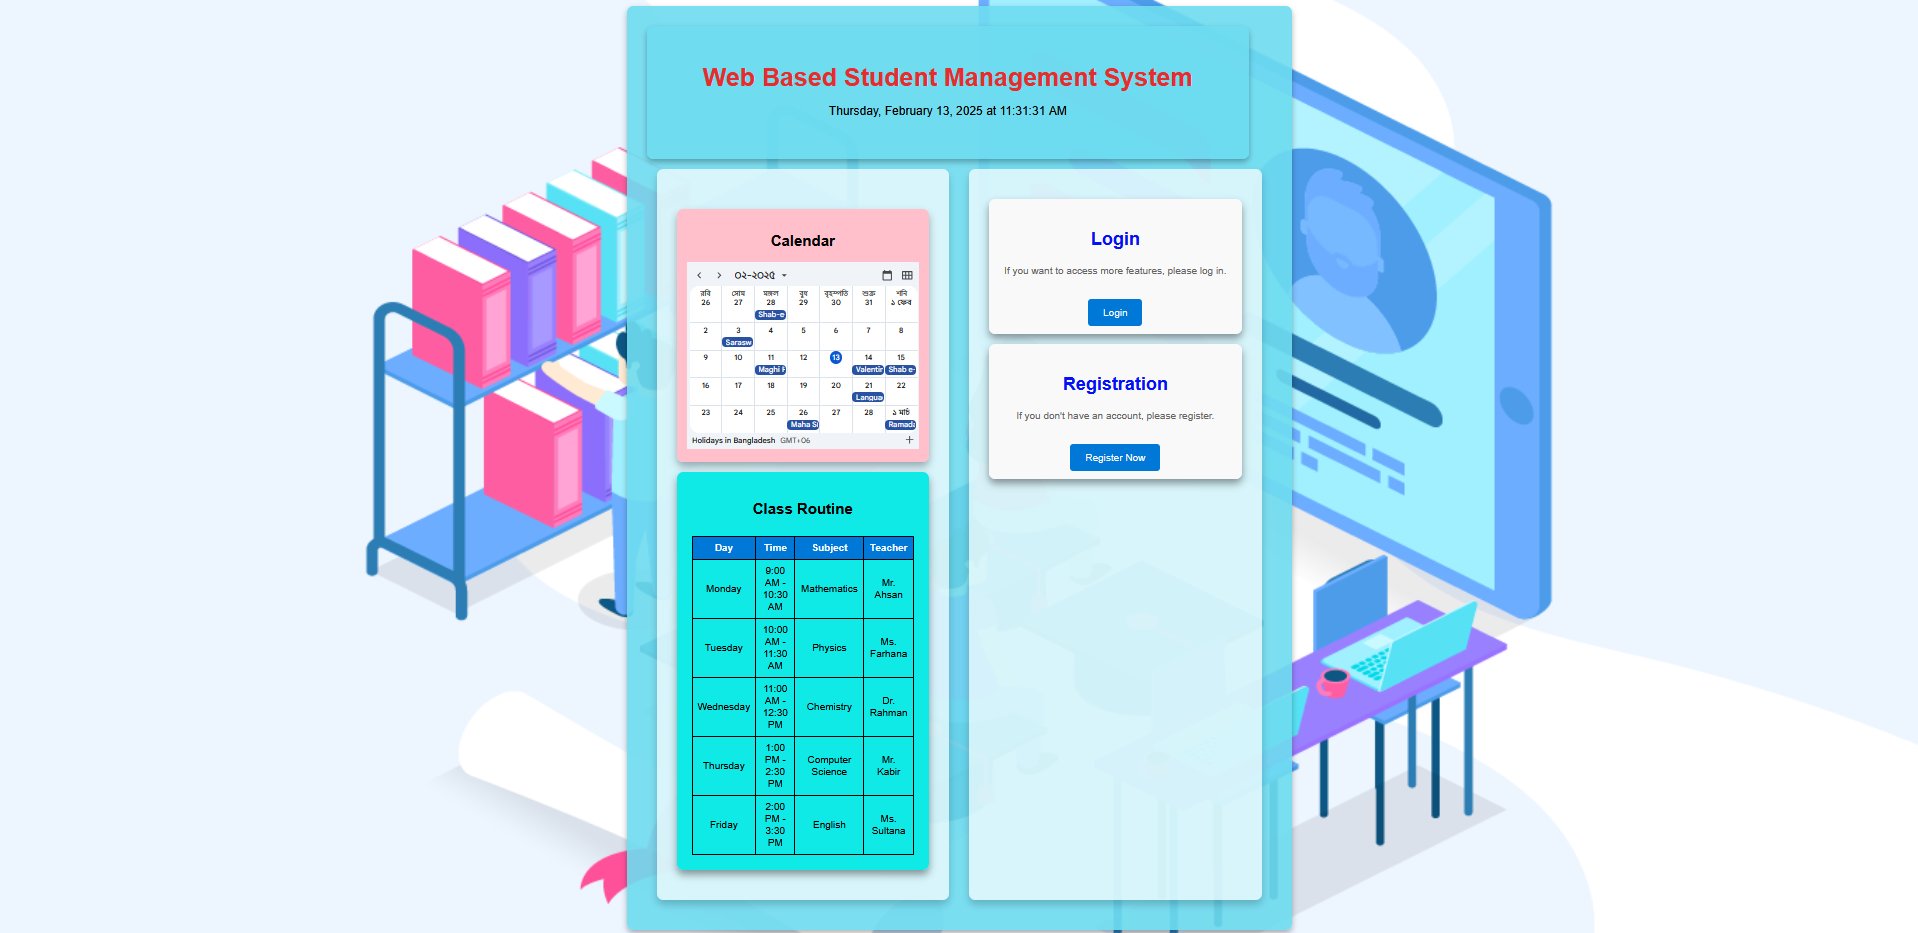 Web Based Student Management System
Thursday, February 13, 2025 at 11:31:31 AM
Calendar
০২-২০২৫
রবি সোম মঙ্গল বুধ বৃহস্পতি শুক্র শনি
26 27 28 29 30 31 ১ ফেব
Shab-e
2 3 4 5 6 7 8
Sarasw
9 10 11 12 13 14 15
Maghi Valentin Shab e-
16 17 18 19 20 21 22
Langua
23 24 25 26 27 28 ১ মার্চ
Maha Ramada
Holidays in Bangladesh GMT+06
Class Routine
Day Time Subject Teacher
Monday 9:00 AM - 10:30 AM Mathematics Mr. Ahsan
Tuesday 10:00 AM - 11:30 AM Physics Ms. Farhana
Wednesday 11:00 AM - 12:30 PM Chemistry Dr. Rahman
Thursday 1:00 PM - 2:30 PM Computer Science Mr. Kabir
Friday 2:00 PM - 3:30 PM English Ms. Sultana
Login
If you want to access more features, please log in.
Login
Registration
If you don't have an account, please register.
Register Now